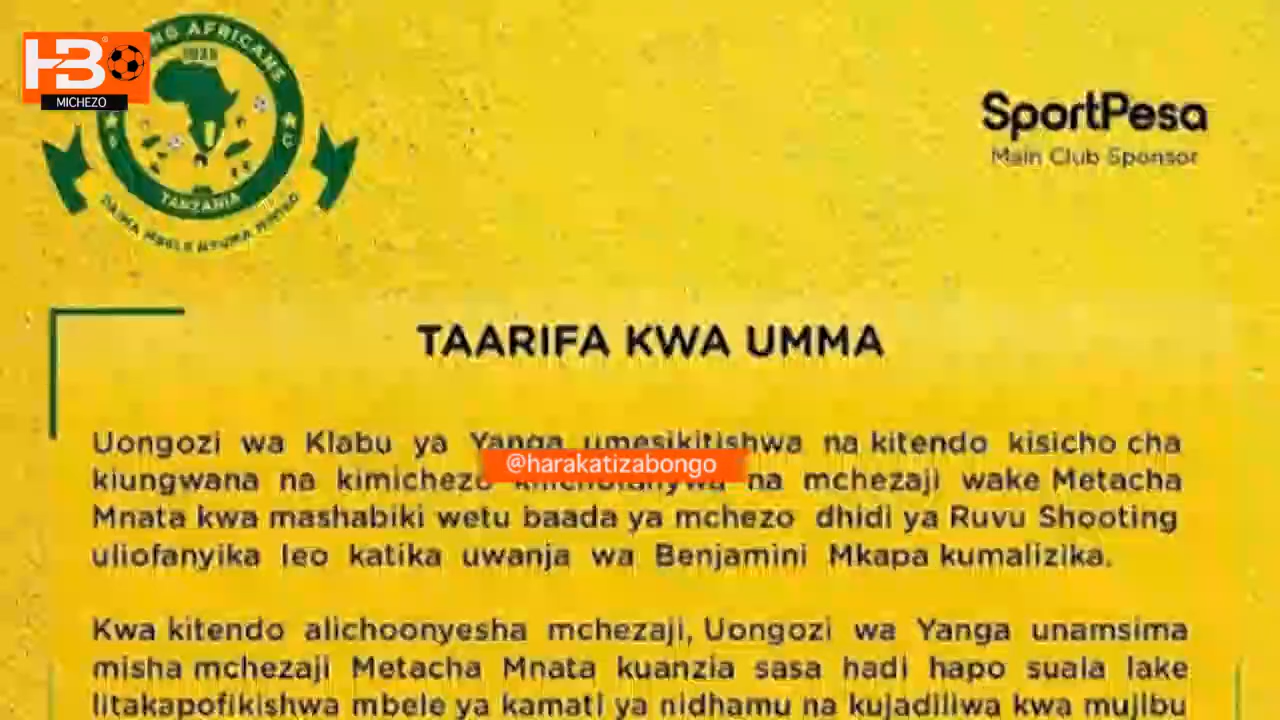 HB
MICHEZO
AFRICANS
1935
TANZANIA
SportPesa
Main Club Sponsor
TAARIFA KWA UMMA
Uongozi wa Klabu ya Yanga umesikitishwa na kitendo kisicho cha
@harakatizabongo
kiungwana na kimichezo na mchezaji wake Metacha
Mnata kwa mashabiki wetu baada ya mchezo dhidi ya Ruvu Shooting
uliofanyika leo katika uwanja wa Benjamini Mkapa kumalizika.
Kwa kitendo alichoonyesha mchezaji, Uongozi wa Yanga unamsima
misha mchezaji Metacha Mnata kuanzia sasa hadi hapo suala lake
litakapofikishwa mbele ya kamati ya nidhamu na kujadiliwa kwa mujibu